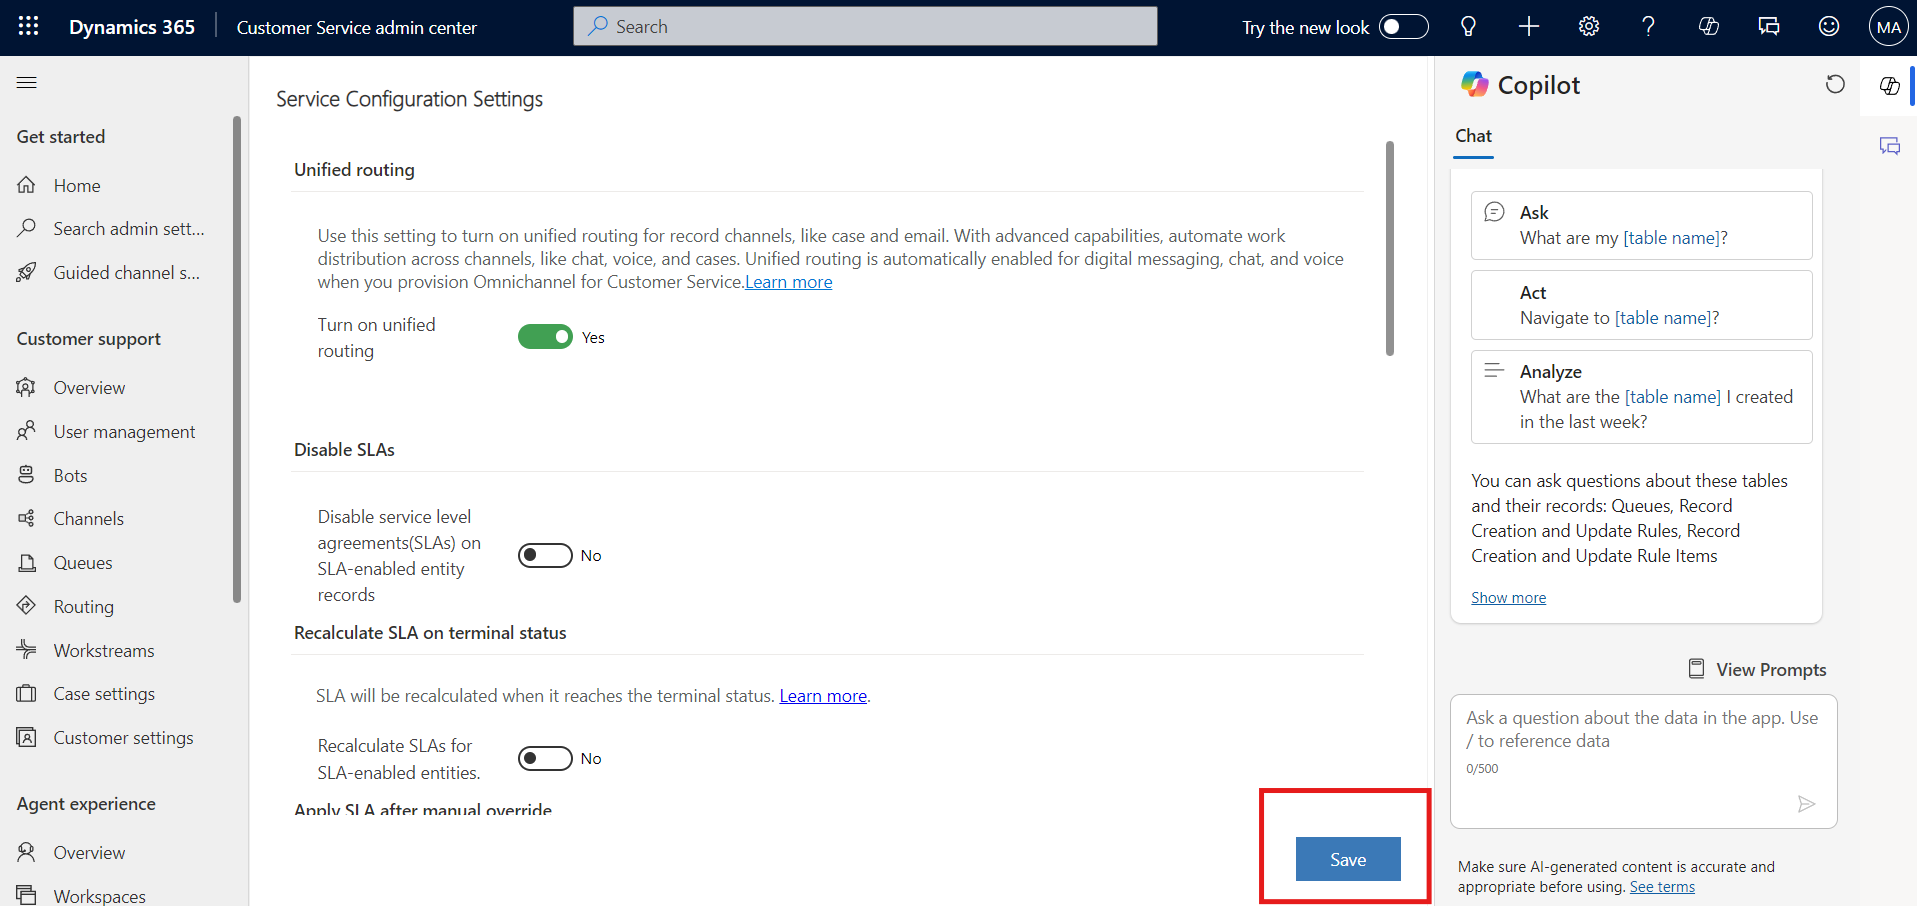 Dynamics 365
Customer Service admin center
Search
Try the new look
MA
Get started
Home
Search admin sett...
Guided channel s...
Customer support
Overview
User management
Bots
Channels
Queues
Routing
Workstreams
Case settings
Customer settings
Agent experience
Overview
Workspaces
Service Configuration Settings
Unified routing
Use this setting to turn on unified routing for record channels, like case and email. With advanced capabilities, automate work
distribution across channels, like chat, voice, and cases. Unified routing is automatically enabled for digital messaging, chat, and voice
when you provision Omnichannel for Customer Service.Learn more
Turn on unified
routing
Yes
Disable SLAs
Disable service level
agreements(SLAs) on
SLA-enabled entity
records
No
Recalculate SLA on terminal status
SLA will be recalculated when it reaches the terminal status. Learn more.
Recalculate SLAs for
SLA-enabled entities.
No
Apply SLA after manual override
Save
Copilot
Chat
Ask
What are my [table name]?
Act
Navigate to [table name]?
Analyze
What are the [table name] I created
in the last week?
You can ask questions about these tables
and their records: Queues, Record
Creation and Update Rules, Record
Creation and Update Rule Items
Show more
View Prompts
Ask a question about the data in the app. Use
/ to reference data
0/500
Make sure AI-generated content is accurate and
appropriate before using. See terms